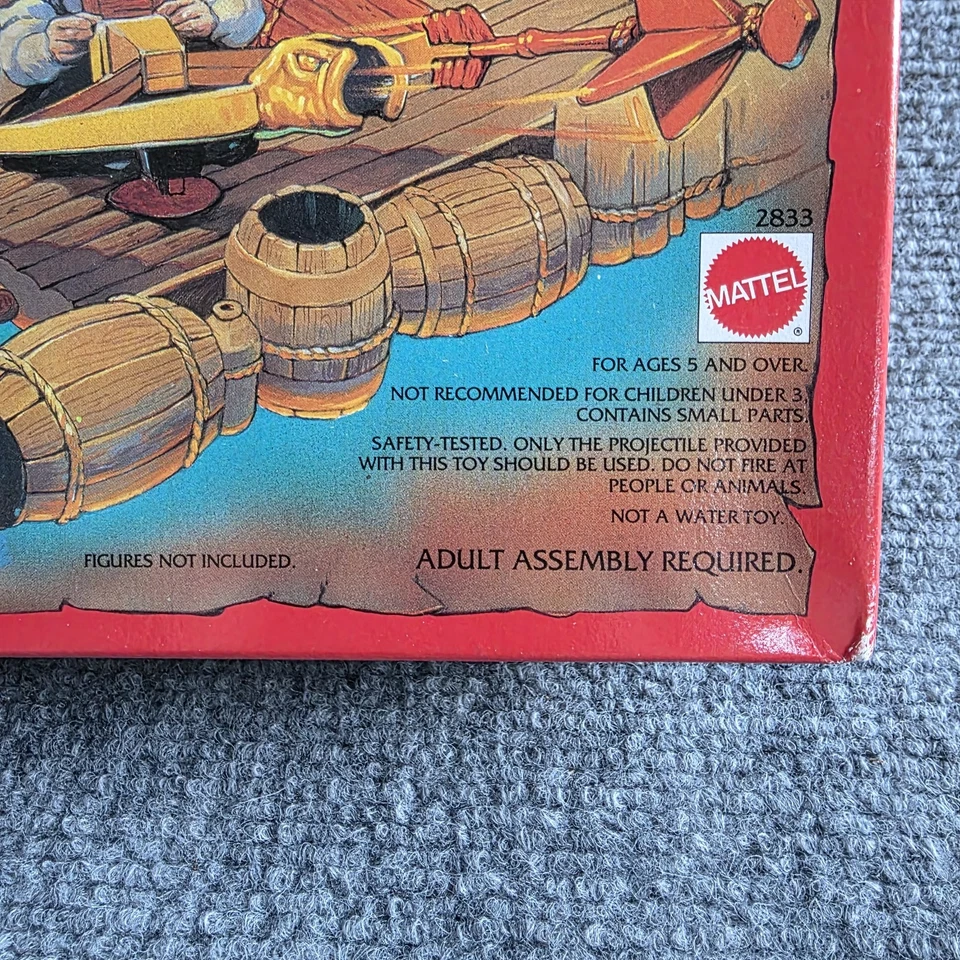 2833
MATTEL
®
FOR AGES 5 AND OVER.
NOT RECOMMENDED FOR CHILDREN UNDER 3.
CONTAINS SMALL PARTS.
SAFETY-TESTED. ONLY THE PROJECTILE PROVIDED
WITH THIS TOY SHOULD BE USED. DO NOT FIRE AT
PEOPLE OR ANIMALS.
NOT A WATER TOY.
FIGURES NOT INCLUDED.
ADULT ASSEMBLY REQUIRED.